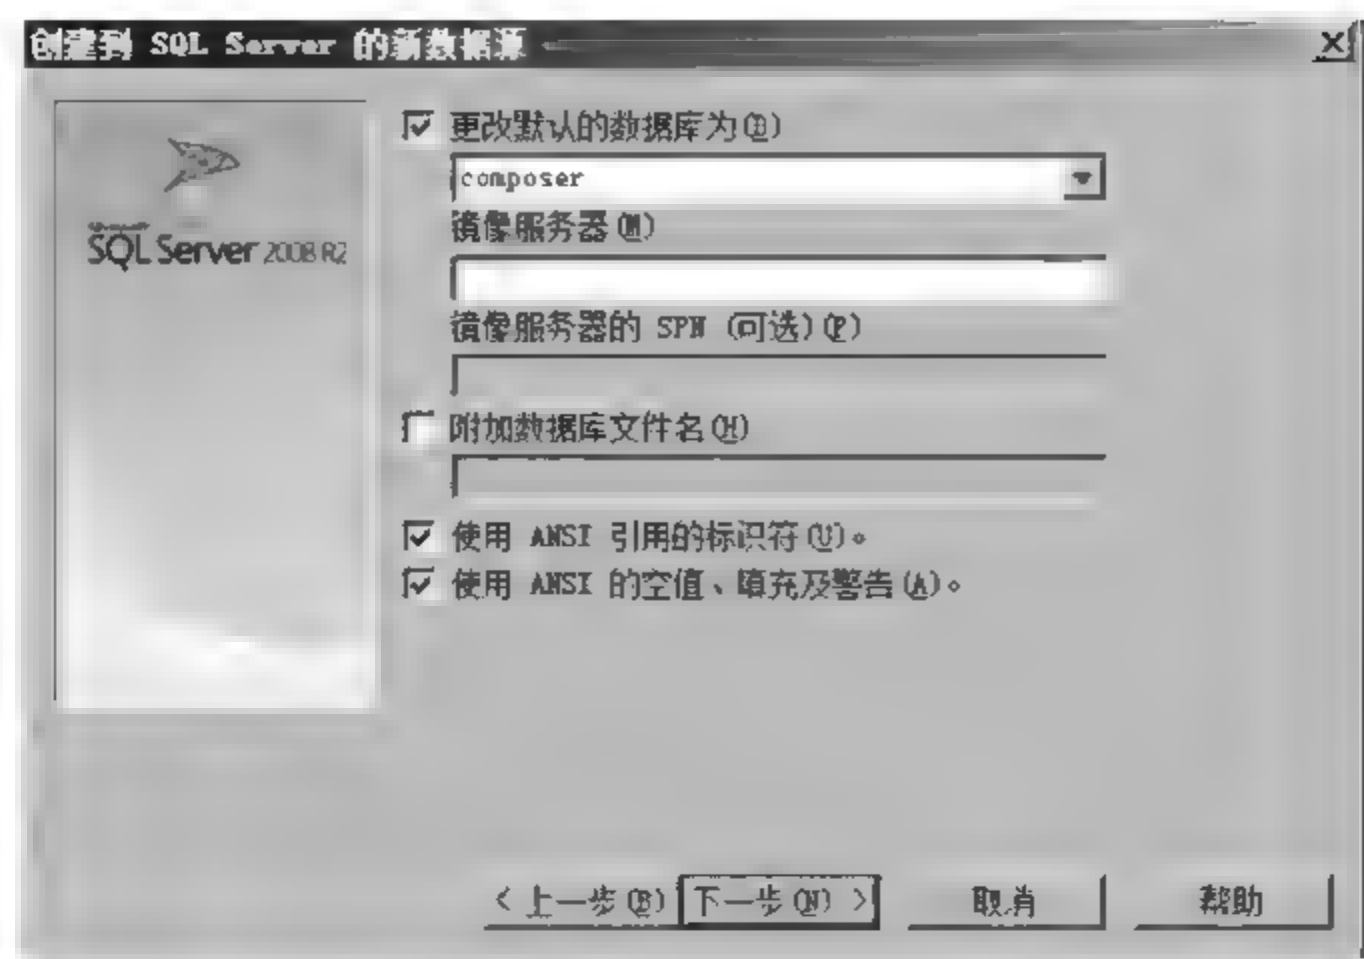 创建到 SQL Server 的新数据源
Microsoft
SQL Server 2008 R2
更改默认的数据库为(D)
composer
镜像服务器(M)
镜像服务器的 SPN (可选)(P)
附加数据库文件名(H)
使用 ANSI 引用的标识符(U)。
使用 ANSI 的空值、填充及警告(A)。
< 上一步(B)
下一步(N) >
取消
帮助